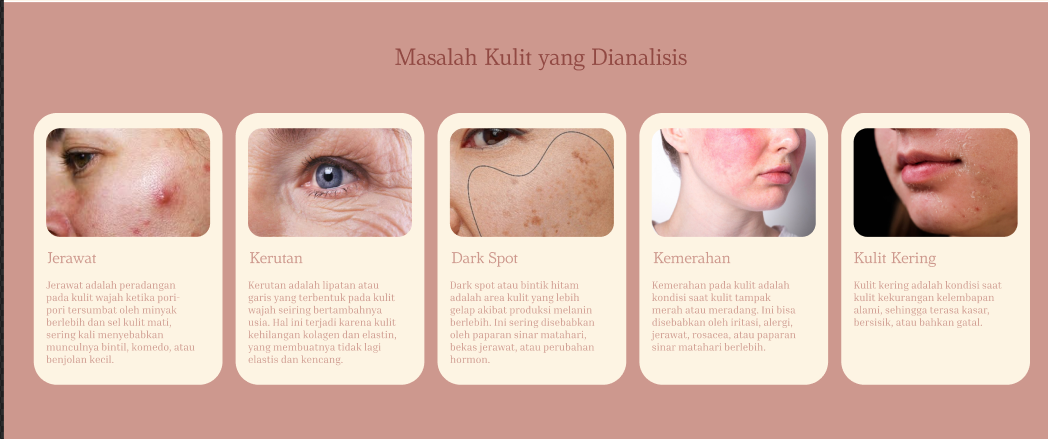 Masalah Kulit yang Dianalisis
Jerawat
Jerawat adalah peradangan
pada kulit wajah ketika pori-
pori tersumbat oleh minyak
berlebih dan sel kulit mati,
sering kali menyebabkan
munculnya bintil, komedo, atau
benjolan kecil.
Kerutan
Kerutan adalah lipatan atau
garis yang terbentuk pada kulit
wajah seiring bertambahnya
usia. Hal ini terjadi karena kulit
kehilangan kolagen dan elastin,
yang membuatnya tidak lagi
elastis dan kencang.
Dark Spot
Dark spot atau bintik hitam
adalah area kulit yang lebih
gelap akibat produksi melanin
berlebih. Ini sering disebabkan
oleh paparan sinar matahari,
bekas jerawat, atau perubahan
hormon.
Kemerahan
Kemerahan pada kulit adalah
kondisi saat kulit tampak
merah atau meradang. Ini bisa
disebabkan oleh iritasi, alergi,
jerawat, rosacea, atau paparan
sinar matahari berlebih.
Kulit Kering
Kulit kering adalah kondisi saat
kulit kekurangan kelembapan
alami, sehingga terasa kasar,
bersisik, atau bahkan gatal.